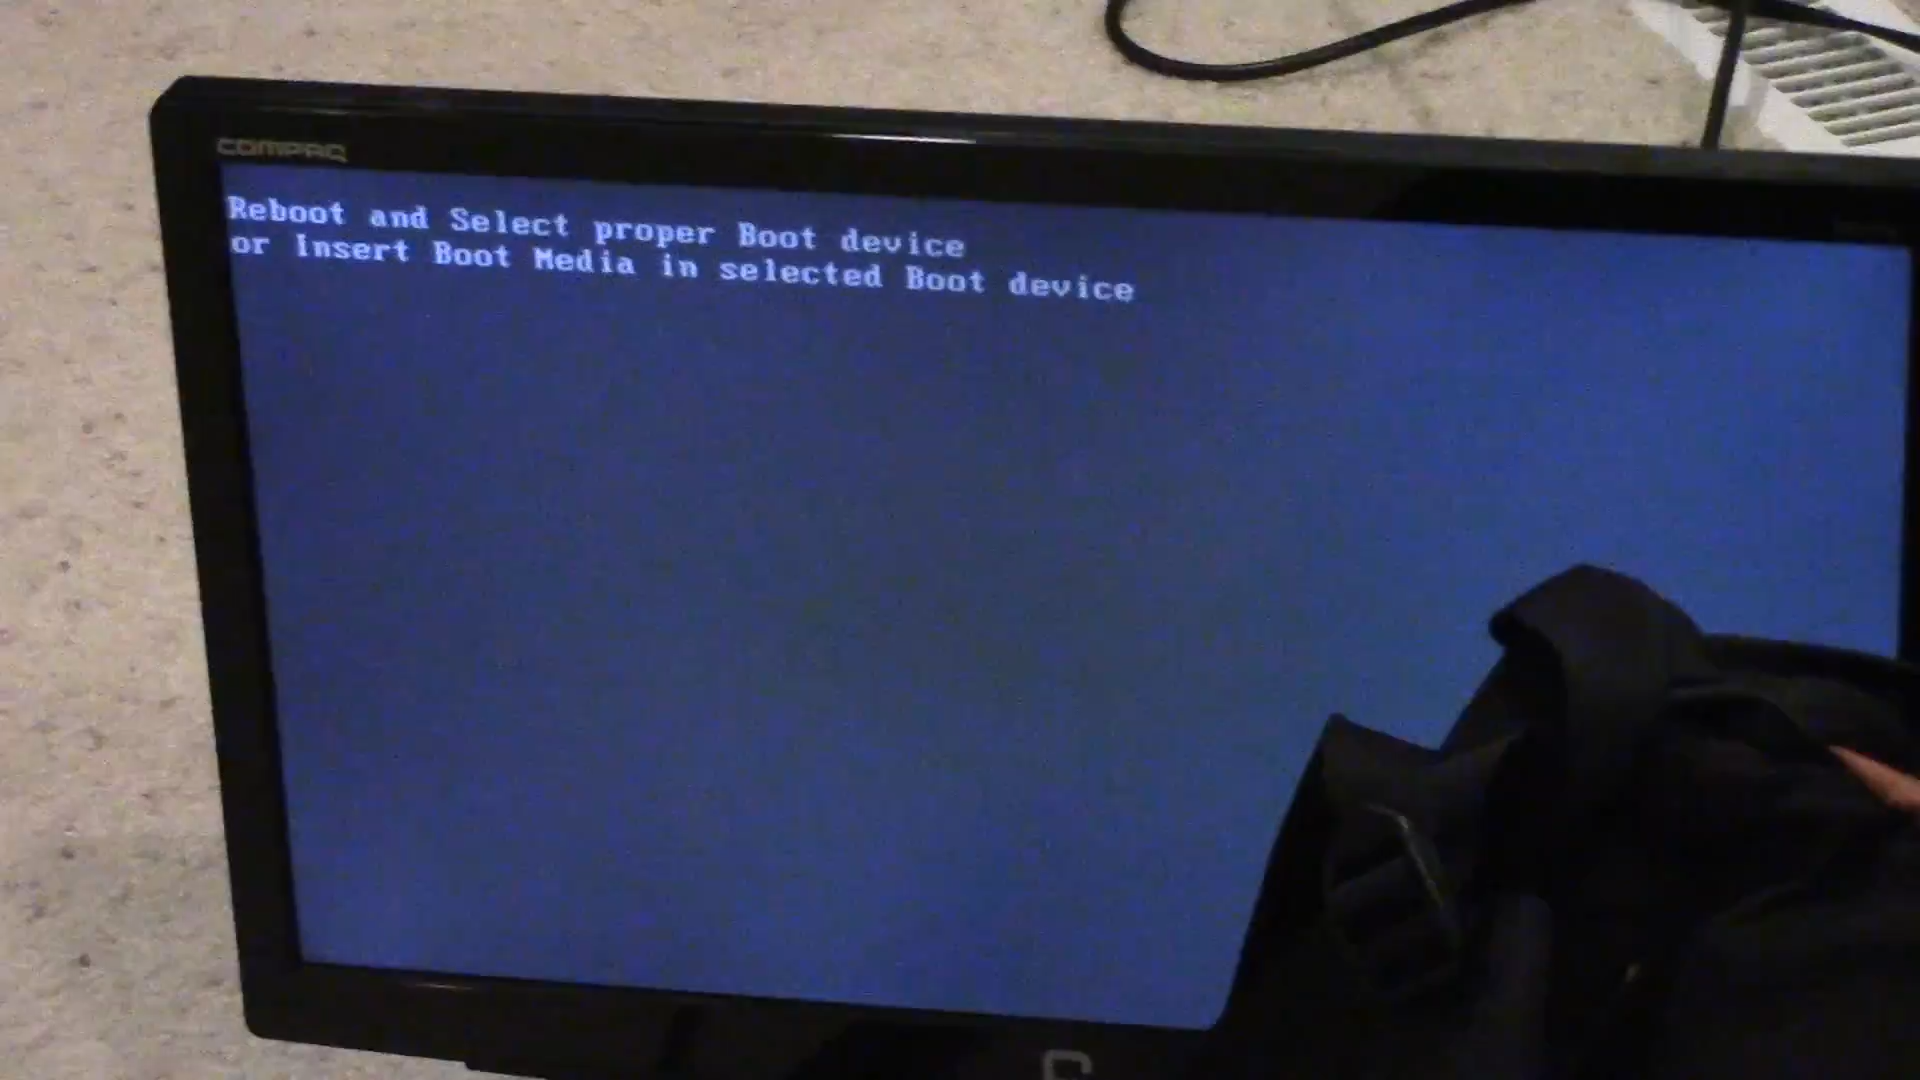 COMPAQ
Reboot and Select proper Boot device
or Insert Boot Media in selected Boot device